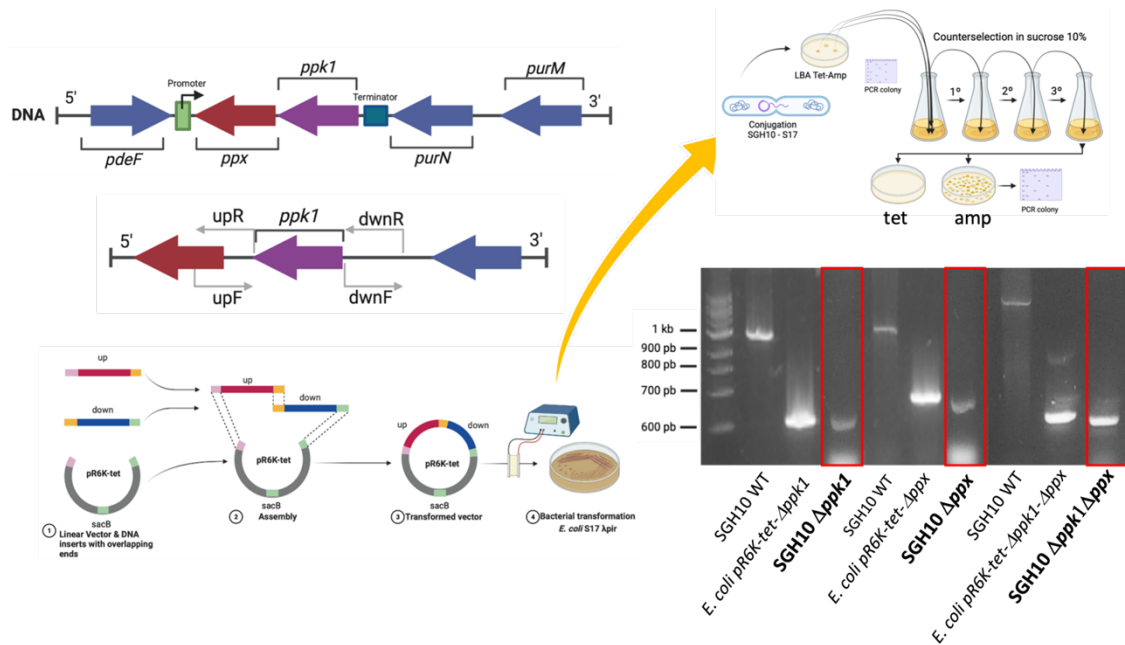 ppk1
purM
Promoter
Terminator
5'
3'
DNA
pdeF
ppx
purN
upR
ppk1
dwnR
5'
3'
upF
dwnF
up
down
pR6K-tet
sacB
1
Linear Vector & DNA
inserts with overlapping
ends
up
down
pR6K-tet
sacB
2
Assembly
up
down
pR6K-tet
sacB
3
Transformed vector
4
Bacterial transformation
E. coli S17 λpir
LBA Tet-Amp
PCR colony
Conjugation
SGH10 - S17
Counterselection in sucrose 10%
1º
2º
3º
tet
amp
PCR colony
1 kb
900 pb
800 pb
700 pb
600 pb
SGH10 WT
E. coli pR6K-tet-Δppk1
SGH10 Δppk1
SGH10 WT
E. coli pR6K-tet-Δppx
SGH10 Δppx
SGH10 WT
E. coli pR6K-tet-Δppk1-Δppx
SGH10 Δppk1Δppx